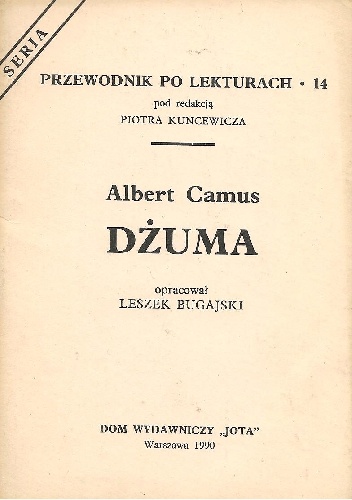 SERIA
PRZEWODNIK PO LEKTURACH • 14
pod redakcją
PIOTRA KUNCEWICZA
Albert Camus
DŻUMA
opracował
LESZEK BUGAJSKI
DOM WYDAWNICZY „JOTA”
Warszawa 1990